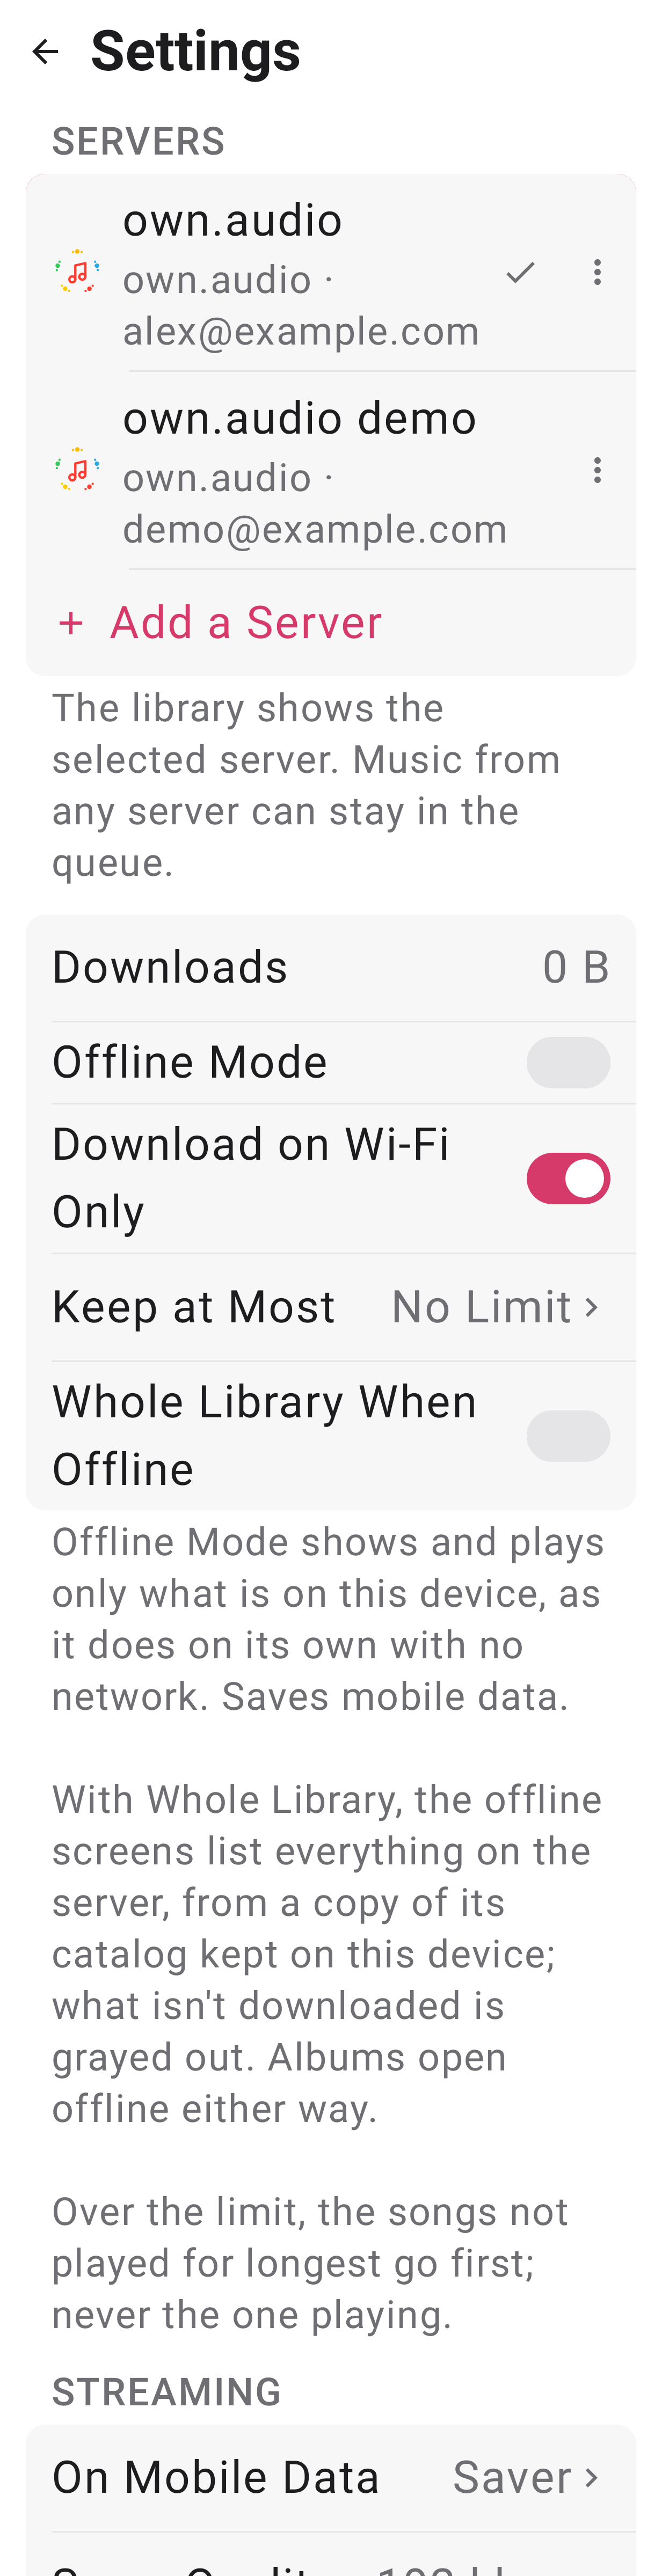 Settings
SERVERS
own.audio
own.audio ·
alex@example.com
own.audio demo
own.audio ·
demo@example.com
+ Add a Server
The library shows the
selected server. Music from
any server can stay in the
queue.
Downloads 0 B
Offline Mode
Download on Wi-Fi
Only
Keep at Most No Limit
Whole Library When
Offline
Offline Mode shows and plays
only what is on this device, as
it does on its own with no
network. Saves mobile data.
With Whole Library, the offline
screens list everything on the
server, from a copy of its
catalog kept on this device;
what isn't downloaded is
grayed out. Albums open
offline either way.
Over the limit, the songs not
played for longest go first;
never the one playing.
STREAMING
On Mobile Data Saver